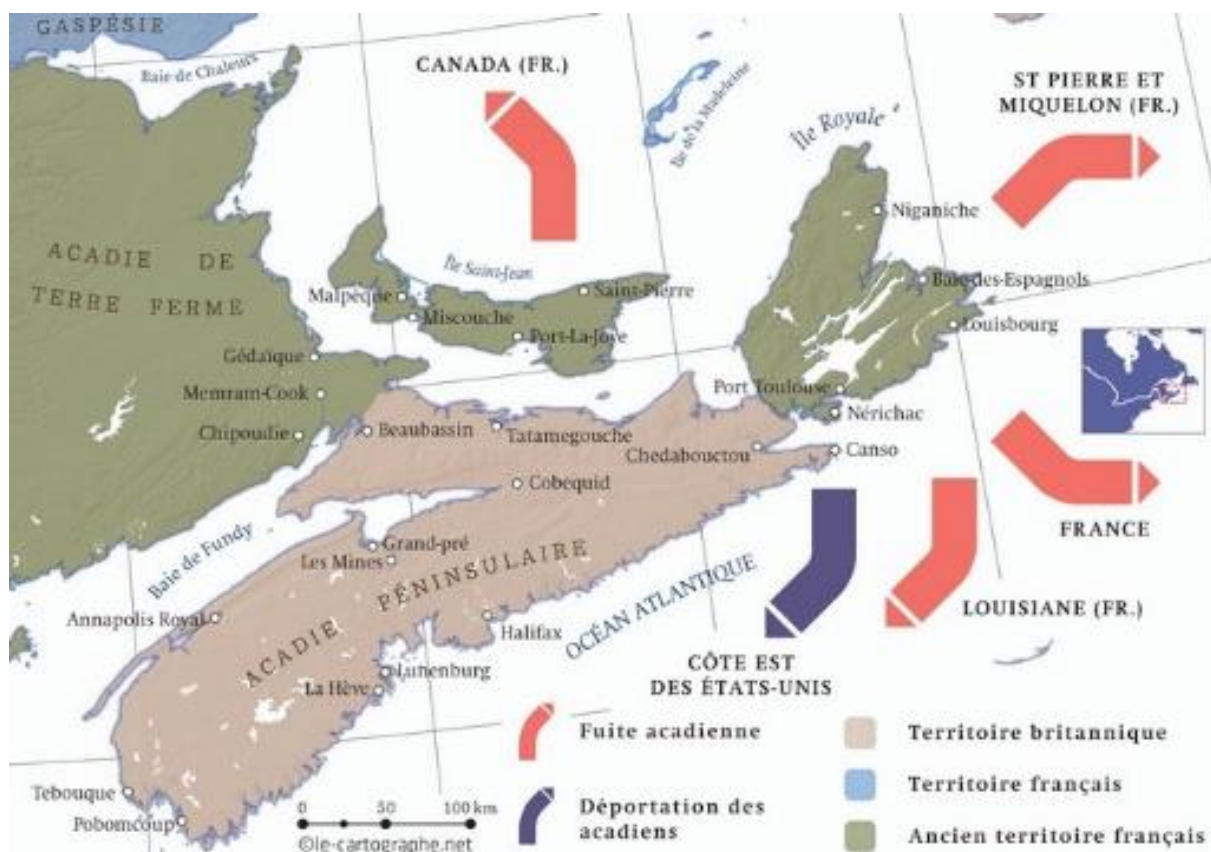 GASPÉSIE
Baie de Chaleurs
CANADA (FR.)
Ile de la Madeleine
Île Royale
ST PIERRE ET
MIQUELON (FR.)
Niganiche
ACADIE DE
TERRE FERME
Île Saint-Jean
Malpèque
Saint-Pierre
Baie-des-Espagnols
Miscouche
Port-La-Joye
Louisbourg
Gédaïque
Memram-Cook
Port Toulouse
Nérichac
Chipoudie
Beaubassin
Tatamegouche
Chedabouctou
Canso
Cobequid
Baie de Fundy
Grand-pré
Les Mines
FRANCE
ACADIE PÉNINSULAIRE
OCÉAN ATLANTIQUE
Annapolis Royal
Halifax
LOUISIANE (FR.)
Lunenburg
La Hève
CÔTE EST
DES ÉTATS-UNIS
Fuite acadienne
Territoire britannique
Tebouque
Territoire français
Pobomcoup
0 50 100 km
Déportation des
acadiens
Ancien territoire français
©le-cartographe.net